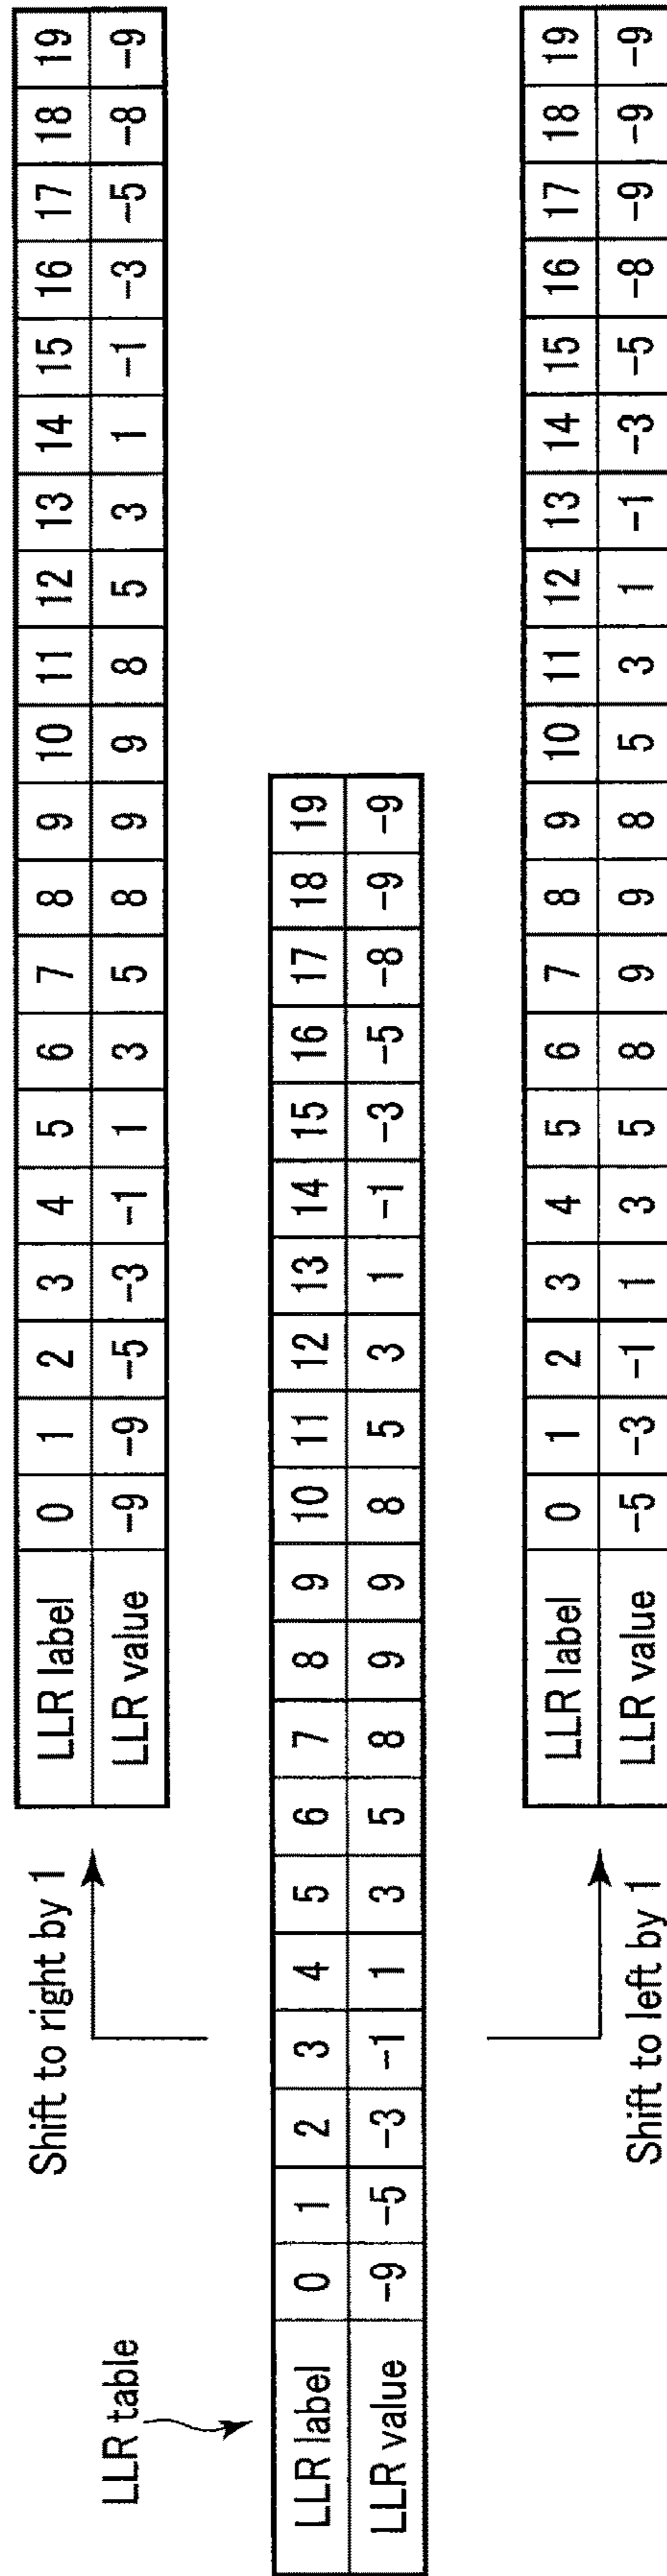 Shift to right by 1
LLR label 0 1 2 3 4 5 6 7 8 9 10 11 12 13 14 15 16 17 18 19
LLR value -9 -9 -5 -3 -1 1 3 5 8 9 9 8 5 3 1 -1 -3 -5 -8 -9
LLR table
LLR label 0 1 2 3 4 5 6 7 8 9 10 11 12 13 14 15 16 17 18 19
LLR value -9 -5 -3 -1 1 3 5 8 9 9 8 5 3 1 -1 -3 -5 -8 -9 -9
LLR label 0 1 2 3 4 5 6 7 8 9 10 11 12 13 14 15 16 17 18 19
LLR value -5 -3 -1 1 3 5 8 9 9 8 5 3 1 -1 -3 -5 -8 -9 -9 -9
Shift to left by 1